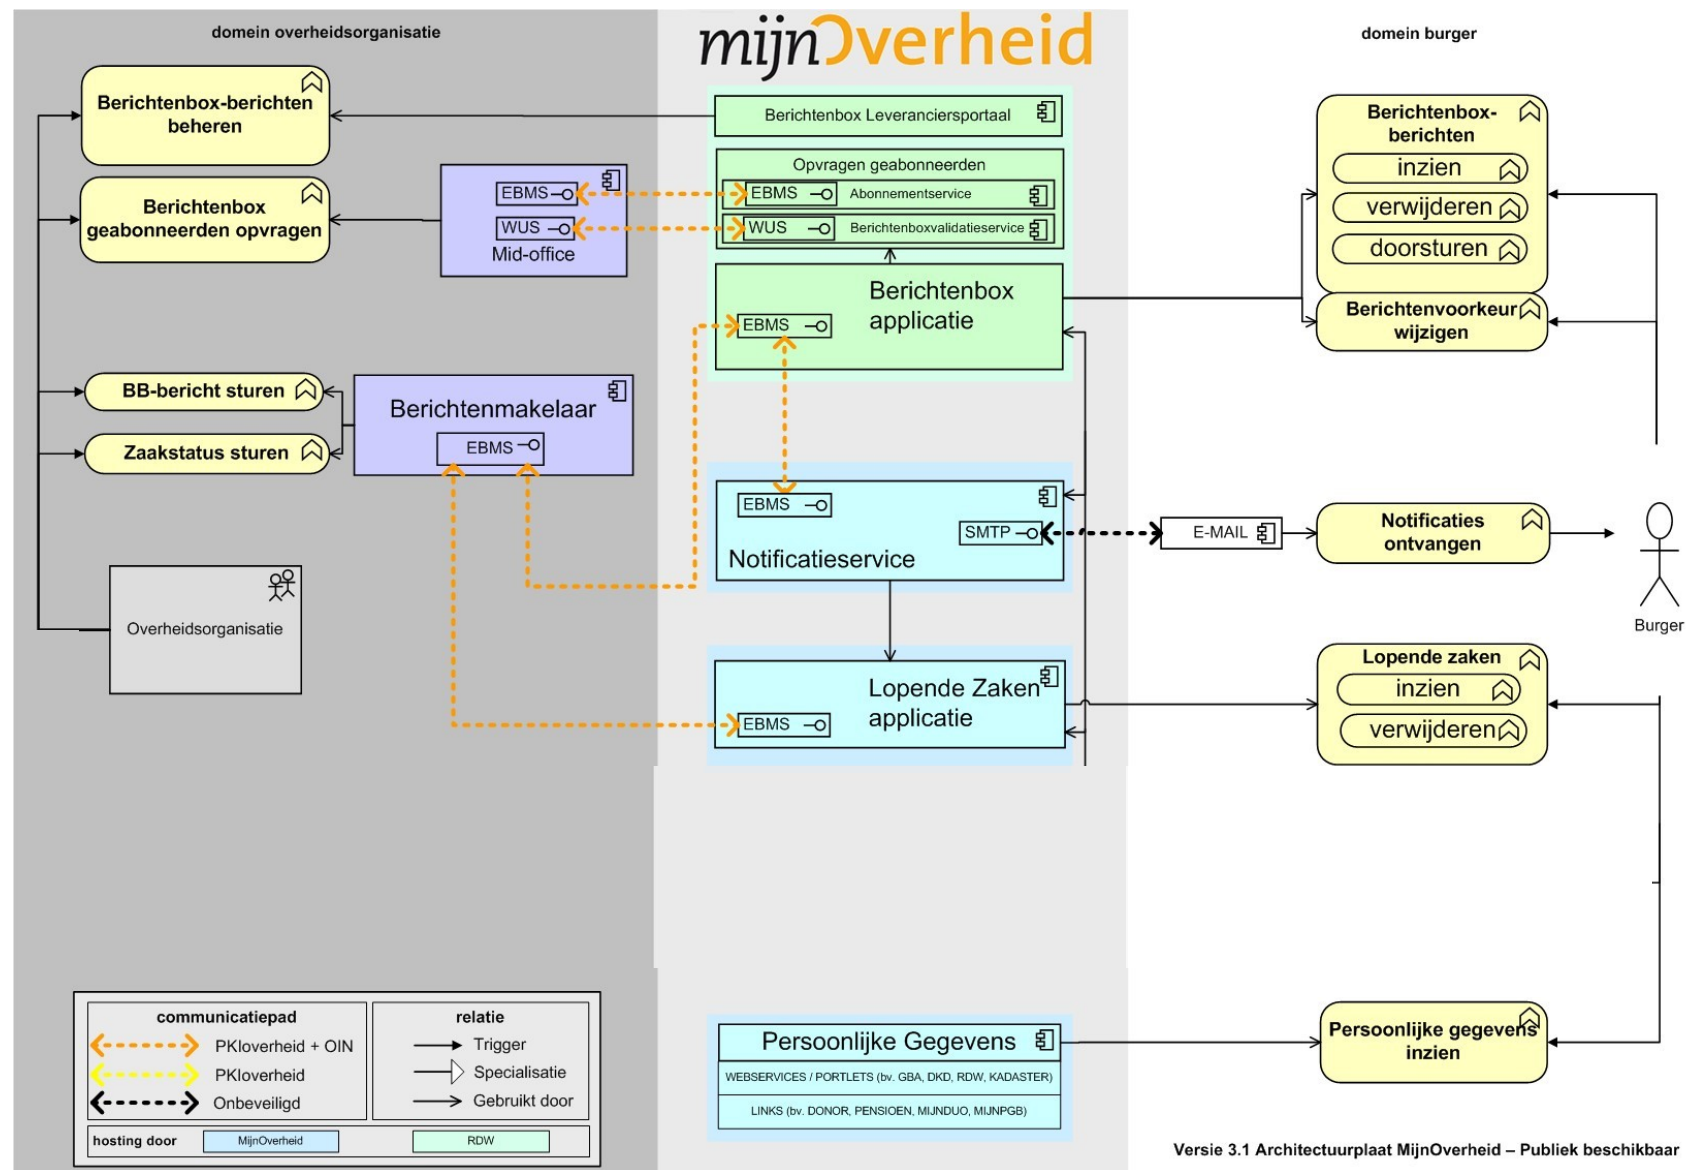 domein overheidsorganisatie
mijnOverheid
domein burger
Berichtenbox-berichten
beheren
Berichtenbox
geabonneerden opvragen
EBMS
WUS
Mid-office
BB-bericht sturen
Zaakstatus sturen
Berichtenmakelaar
EBMS
Overheidsorganisatie
Berichtenbox Leveranciersportaal
Opvragen geabonneerden
EBMS
Abonnementservice
WUS
Berichtenboxvalidatieservice
Berichtenbox
applicatie
EBMS
EBMS
SMTP
Notificatieservice
Lopende Zaken
applicatie
EBMS
Persoonlijke Gegevens
WEBSERVICES / PORTLETS (bv. GBA, DKD, RDW, KADASTER)
LINKS (bv. DONOR, PENSIOEN, MIJNDUO, MIJNPGB)
Berichtenbox-
berichten
inzien
verwijderen
doorsturen
Berichtenvoorkeur
wijzigen
E-MAIL
Notificaties
ontvangen
Burger
Lopende zaken
inzien
verwijderen
Persoonlijke gegevens
inzien
communicatiepad
PKIoverheid + OIN
PKIoverheid
Onbeveiligd
relatie
Trigger
Specialisatie
Gebruikt door
hosting door
MijnOverheid
RDW
Versie 3.1 Architectuurplaat MijnOverheid – Publiek beschikbaar